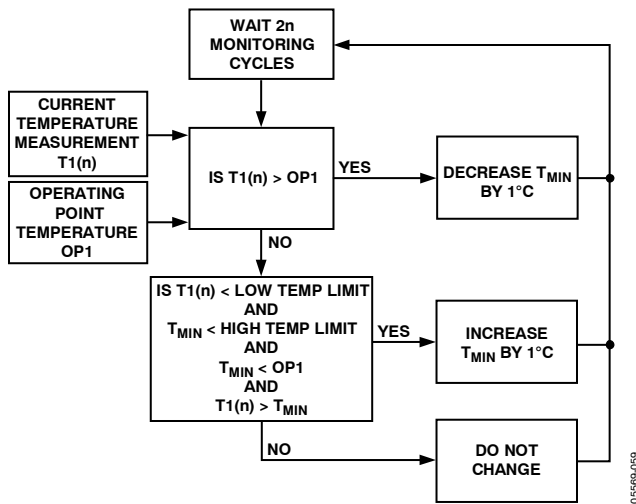 WAIT 2n
MONITORING
CYCLES
CURRENT
TEMPERATURE
MEASUREMENT
T1(n)
IS T1(n) > OP1
YES
DECREASE TMIN
BY 1°C
OPERATING
POINT
TEMPERATURE
OP1
NO
IS T1(n) < LOW TEMP LIMIT
AND
TMIN < HIGH TEMP LIMIT
AND
TMIN < OP1
AND
T1(n) > TMIN
YES
INCREASE
TMIN BY 1°C
NO
DO NOT
CHANGE
05569-059